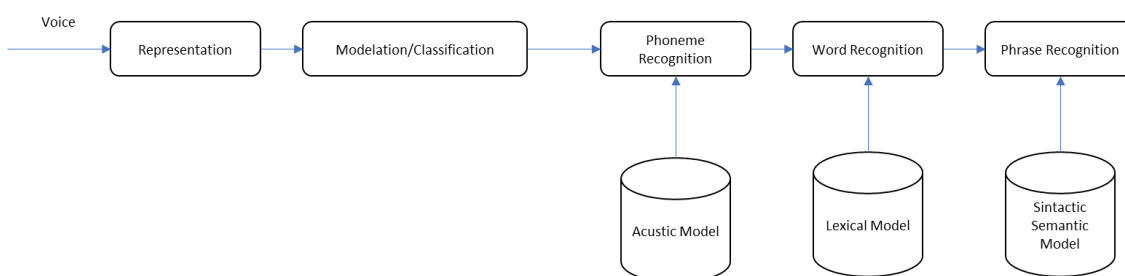 Voice
Representation
Modelation/Classification
Phoneme
Recognition
Word Recognition
Phrase Recognition
Acustic Model
Lexical Model
Sintactic
Semantic
Model